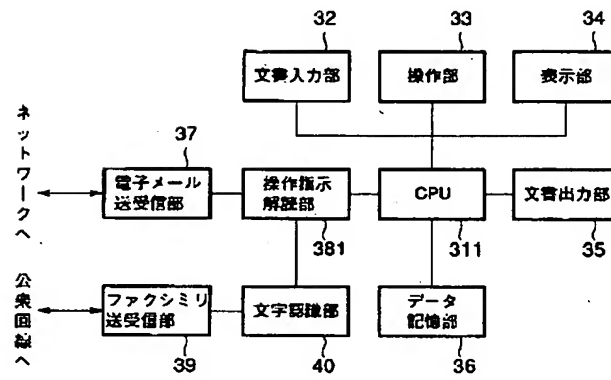 32
33
34
文書入力部
操作部
表示部
ネットワークへ
37
電子メール
送受信部
操作指示
解読部
CPU
文書出力部
381
311
35
公衆回線へ
ファクシミリ
送受信部
文字認識部
データ
記憶部
39
40
36